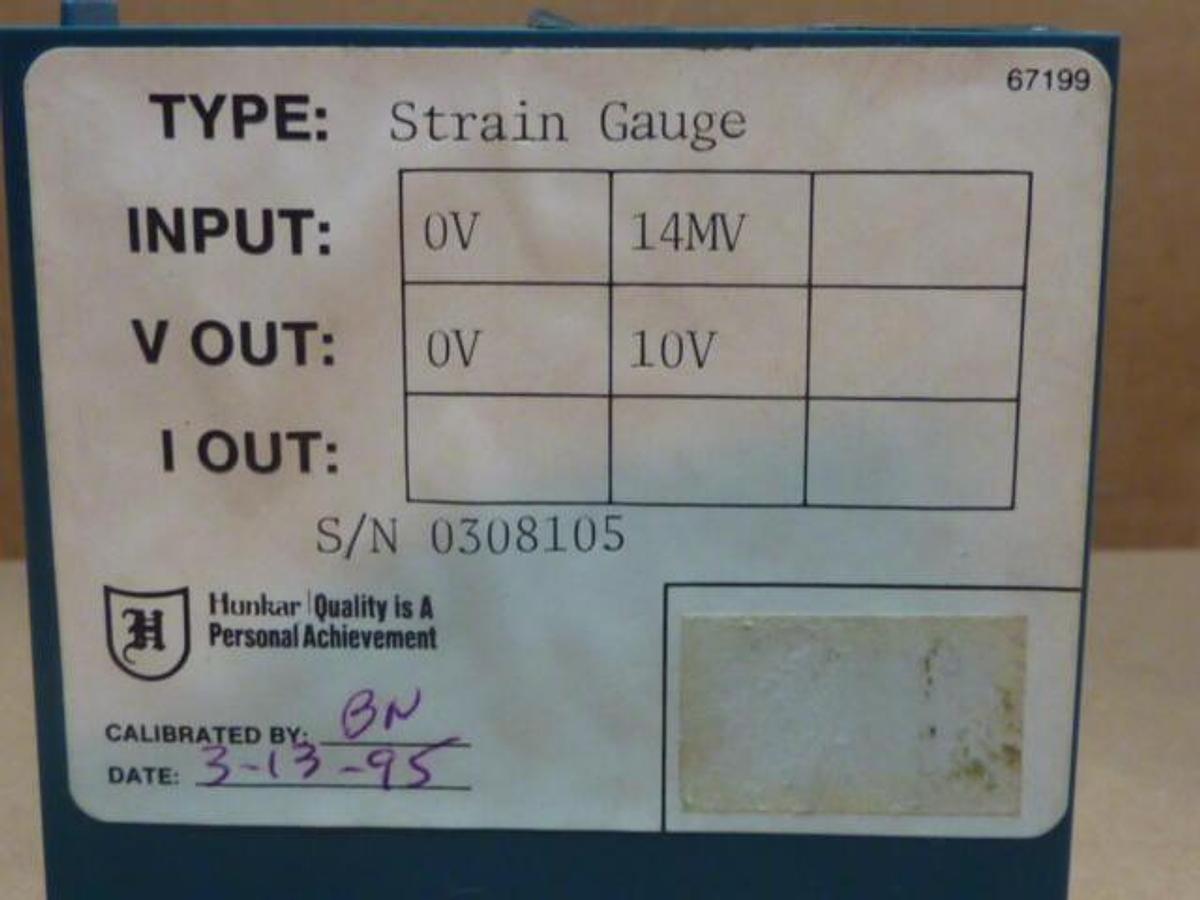 67199
TYPE: Strain Gauge
INPUT: 0V 14MV
V OUT: 0V 10V
I OUT:
S/N 0308105
H Hunkar | Quality is A
Personal Achievement
CALIBRATED BY: BN
DATE: 3-13-95